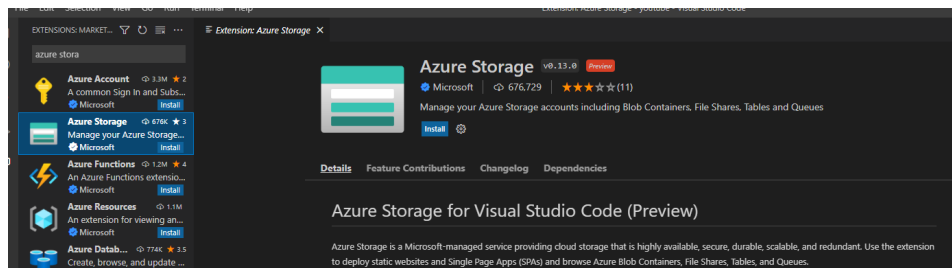 File Edit Selection View Go Run Terminal Help
Extension: Azure Storage - youtube - Visual Studio Code
EXTENSIONS: MARKET...
Extension: Azure Storage
azure stora
Azure Account 3.3M ★ 2
A common Sign In and Subs...
Microsoft Install
Azure Storage 676K ★ 3
Manage your Azure Storage...
Microsoft Install
Azure Functions 1.2M ★ 4
An Azure Functions extensio...
Microsoft Install
Azure Resources 1.1M
An extension for viewing an...
Microsoft Install
Azure Datab... 774K ★ 3.5
Create, browse, and update ...
Azure Storage v0.13.0 Preview
Microsoft 676,729 ★★★☆☆(11)
Manage your Azure Storage accounts including Blob Containers, File Shares, Tables and Queues
Install
Details Feature Contributions Changelog Dependencies
Azure Storage for Visual Studio Code (Preview)
Azure Storage is a Microsoft-managed service providing cloud storage that is highly available, secure, durable, scalable, and redundant. Use the extension
to deploy static websites and Single Page Apps (SPAs) and browse Azure Blob Containers, File Shares, Tables, and Queues.